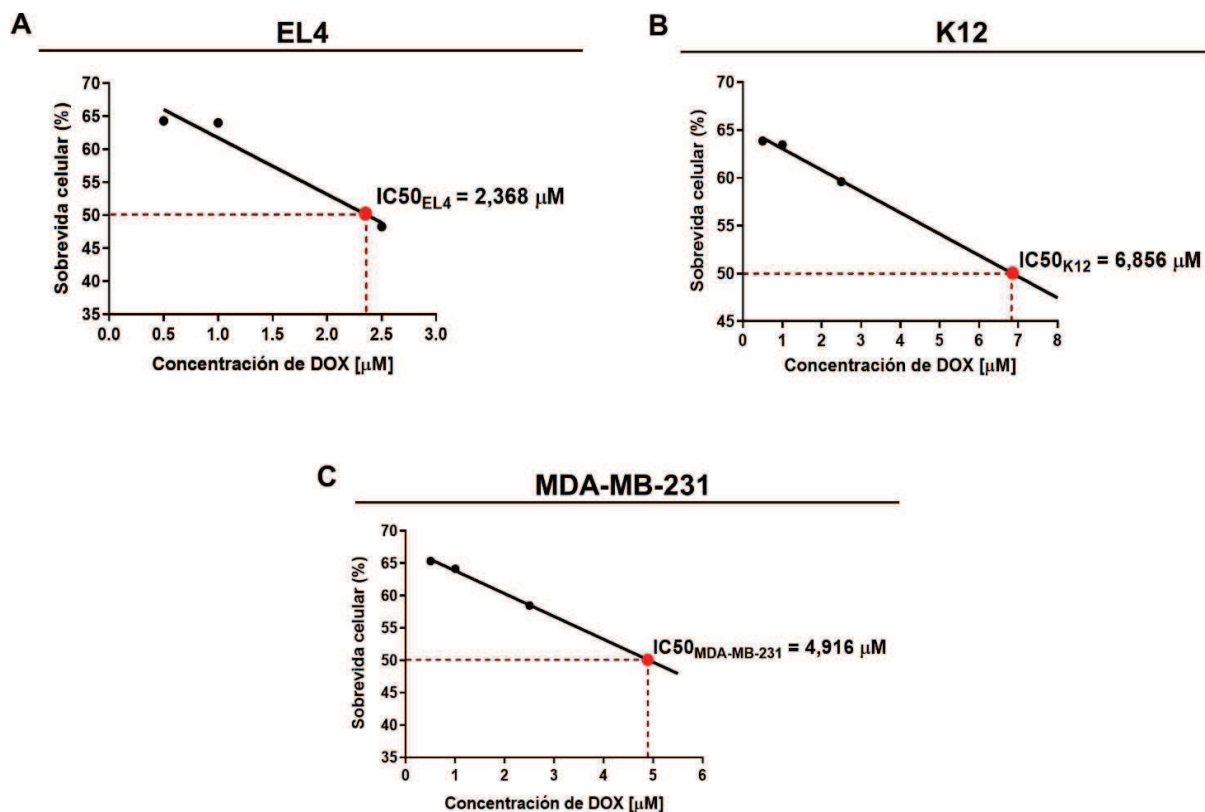 A
EL4
Sobrevida celular (%)
70
65
60
55
50
45
40
35
0.0 0.5 1.0 1.5 2.0 2.5 3.0
Concentración de DOX [μM]
IC50EL4 = 2,368 μM
B
K12
Sobrevida celular (%)
70
65
60
55
50
45
0 1 2 3 4 5 6 7 8
Concentración de DOX [μM]
IC50K12 = 6,856 μM
C
MDA-MB-231
Sobrevida celular (%)
70
65
60
55
50
45
40
35
0 1 2 3 4 5 6
Concentración de DOX [μM]
IC50MDA-MB-231 = 4,916 μM